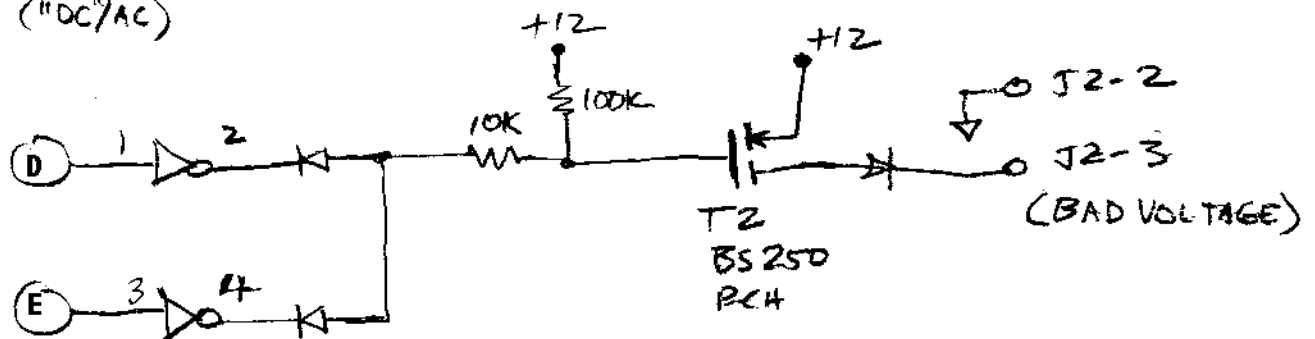 ("DC"/AC)
+12
+12
100K
J2-2
10K
1
2
D
J2-3
(BAD VOLTAGE)
T2
BS250
PCH
3
4
E